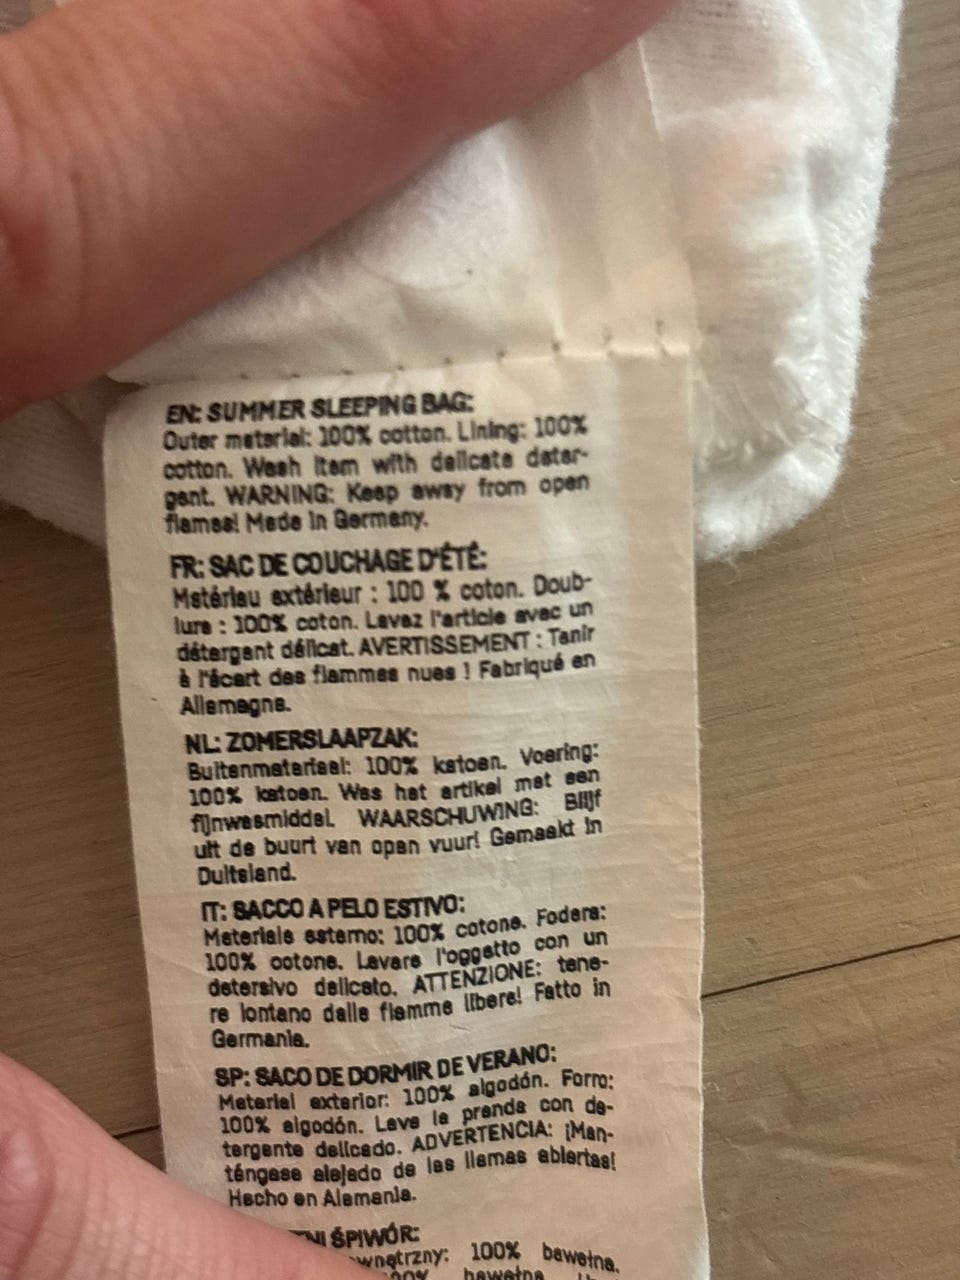 EN: SUMMER SLEEPING BAG:
Outer material: 100% cotton. Lining: 100%
cotton. Wash item with delicate deter-
gent. WARNING: Keep away from open
flames! Made in Germany.
FR: SAC DE COUCHAGE D'ÉTÉ:
Matériau extérieur : 100 % coton. Doub-
lure : 100% coton. Lavez l'article avec un
détergent délicat. AVERTISSEMENT : Tenir
à l'écart des flammes nues ! Fabriqué en
Allemagne.
NL: ZOMERSLAAPZAK:
Buitenmateriaal: 100% katoen. Voering:
100% katoen. Was het artikel met een
fijnwasmiddel. WAARSCHUWING: Blijf
uit de buurt van open vuur! Gemaakt in
Duitsland.
IT: SACCO A PELO ESTIVO:
Materiale esterno: 100% cotone. Fodera:
100% cotone. Lavare l'oggetto con un
detersivo delicato. ATTENZIONE: tene-
re lontano dalle fiamme libere! Fatto in
Germania.
SP: SACO DE DORMIR DE VERANO:
Material exterior: 100% algodón. Forro:
100% algodón. Lave la prenda con de-
tergente delicado. ADVERTENCIA: ¡Man-
téngase alejado de las llamas abiertas!
Hecho en Alemania.
ŚPIWÓR:
100% bawełna.
bawełna.